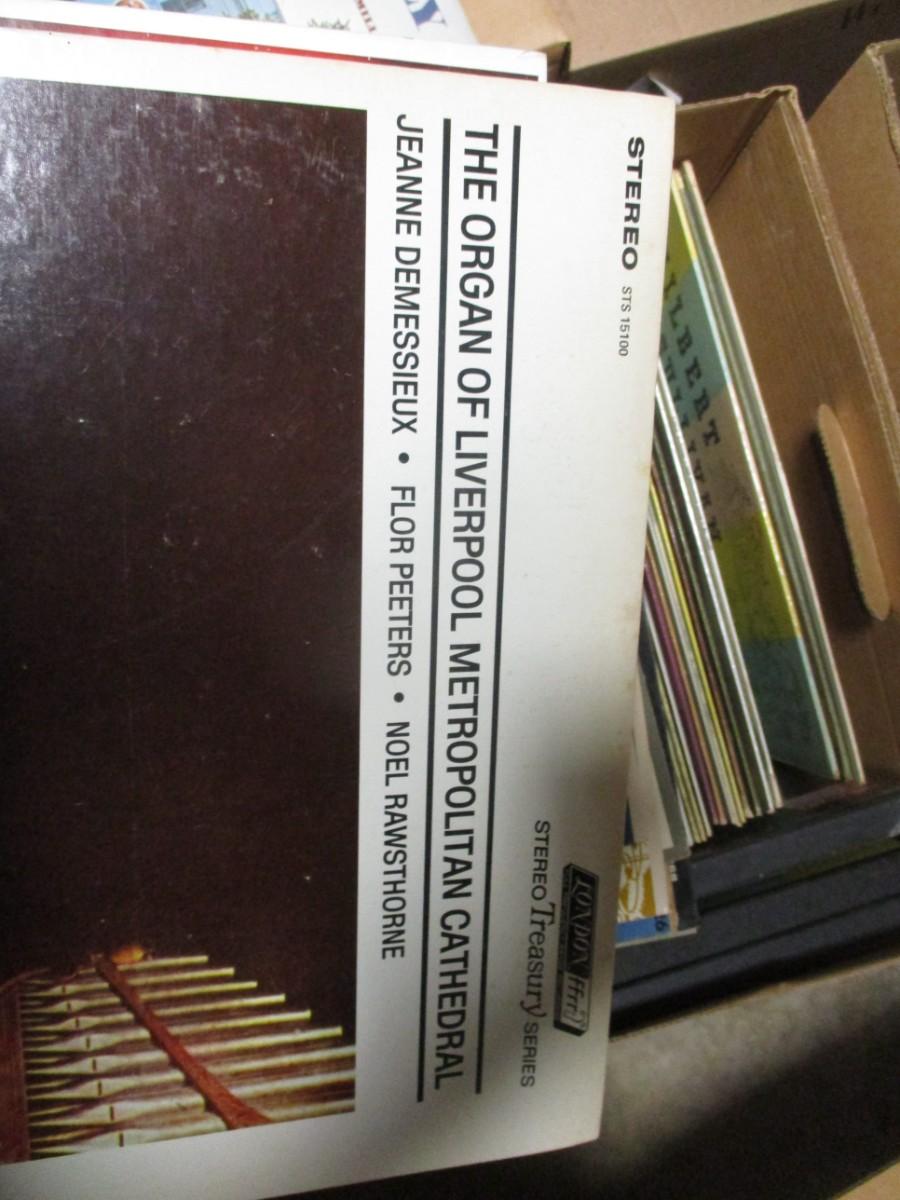 STEREO STS 15100
LONDON ffrr
STEREO Treasury SERIES
THE ORGAN OF LIVERPOOL METROPOLITAN CATHEDRAL
JEANNE DEMESSIEUX • FLOR PEETERS • NOEL RAWSTHORNE